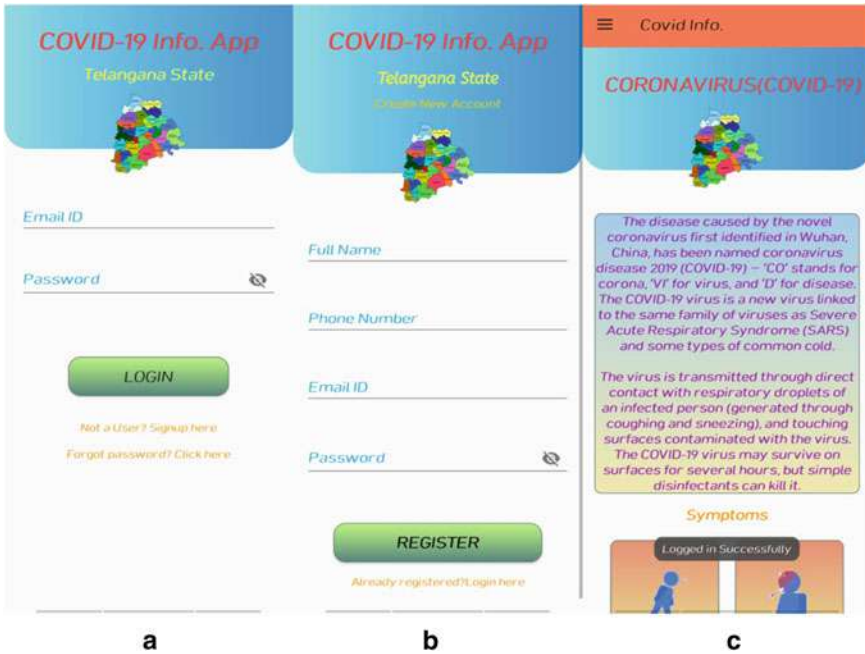 COVID-19 Info. App
Telangana State
Email ID
Password
LOGIN
Not a User? Signup here
Forgot password? Click here
a
COVID-19 Info. App
Telangana State
Create New Account
Full Name
Phone Number
Email ID
Password
REGISTER
Already registered?Login here
b
Covid Info.
CORONAVIRUS(COVID-19)
The disease caused by the novel
coronavirus first identified in Wuhan,
China, has been named coronavirus
disease 2019 (COVID-19) – 'CO' stands for
corona, 'VI' for virus, and 'D' for disease.
The COVID-19 virus is a new virus linked
to the same family of viruses as Severe
Acute Respiratory Syndrome (SARS)
and some types of common cold.
The virus is transmitted through direct
contact with respiratory droplets of
an infected person (generated through
coughing and sneezing), and touching
surfaces contaminated with the virus.
The COVID-19 virus may survive on
surfaces for several hours, but simple
disinfectants can kill it.
Symptoms
Logged in Successfully
c